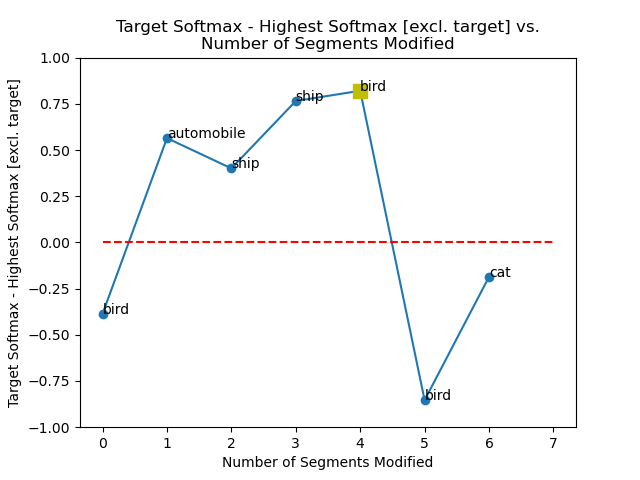 Target Softmax - Highest Softmax [excl. target] vs.
Number of Segments Modified
Target Softmax - Highest Softmax [excl. target]
1.00
0.75
0.50
0.25
0.00
−0.25
−0.50
−0.75
−1.00
bird
automobile
ship
ship
bird
bird
cat
0 1 2 3 4 5 6 7
Number of Segments Modified